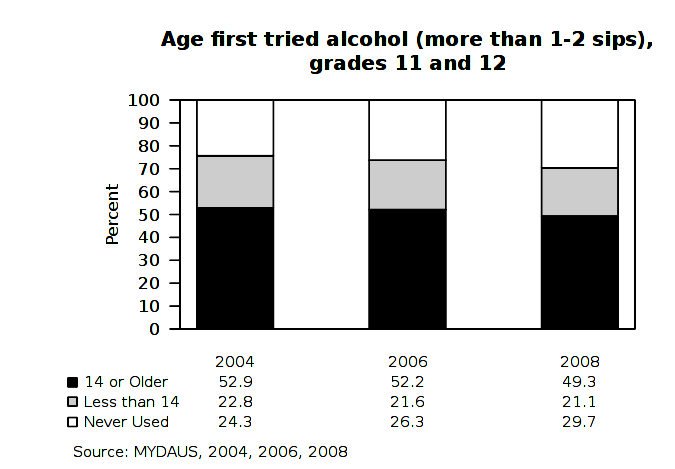 Age first tried alcohol (more than 1-2 sips),
grades 11 and 12
100
90
80
70
60
50
40
30
20
10
0
Percent
2004 2006 2008
14 or Older 52.9 52.2 49.3
Less than 14 22.8 21.6 21.1
Never Used 24.3 26.3 29.7
Source: MYDAUS, 2004, 2006, 2008